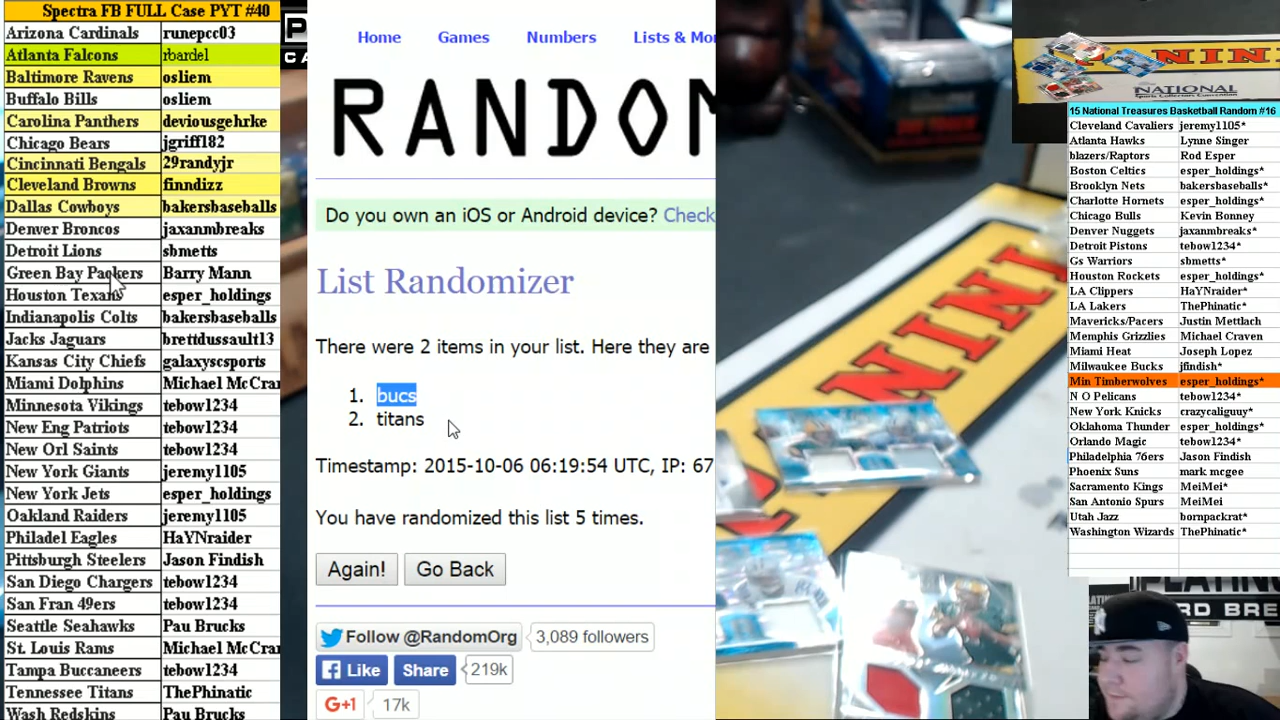 Spectra FB FULL Case PYT #40
Arizona Cardinals runepcc03
Atlanta Falcons rbardel
Baltimore Ravens osliem
Buffalo Bills osliem
Carolina Panthers deviousgehrke
Chicago Bears jgriff182
Cincinnati Bengals 29randyjr
Cleveland Browns finndizz
Dallas Cowboys bakersbaseballs
Denver Broncos jaxanmbreaks
Detroit Lions sbmetts
Green Bay Packers Barry Mann
Houston Texans esper_holdings
Indianapolis Colts bakersbaseballs
Jacks Jaguars brettdussault13
Kansas City Chiefs galaxyscsports
Miami Dolphins Michael McCra
Minnesota Vikings tebow1234
New Eng Patriots tebow1234
New Orl Saints tebow1234
New York Giants jeremy1105
New York Jets esper_holdings
Oakland Raiders jeremy1105
Philadel Eagles HaYNraider
Pittsburgh Steelers Jason Findish
San Diego Chargers tebow1234
San Fran 49ers tebow1234
Seattle Seahawks Pau Brucks
St. Louis Rams Michael McCra
Tampa Buccaneers tebow1234
Tennessee Titans ThePhinatic
Wash Redskins Pau Brucks
Home Games Numbers Lists & Mo
RANDOM
Do you own an iOS or Android device? Check
List Randomizer
There were 2 items in your list. Here they are
1. bucs
2. titans
Timestamp: 2015-10-06 06:19:54 UTC, IP: 67
You have randomized this list 5 times.
Again! Go Back
Follow @RandomOrg 3,089 followers
Like Share 219k
G+1 17k
PANINI
NATIONAL
Sports Collectors Convention
15 National Treasures Basketball Random #16
Cleveland Cavaliers jeremy1105*
Atlanta Hawks Lynne Singer
blazers/Raptors Rod Esper
Boston Celtics esper_holdings*
Brooklyn Nets bakersbaseballs*
Charlotte Hornets esper_holdings*
Chicago Bulls Kevin Bonney
Denver Nuggets jaxanmbreaks*
Detroit Pistons tebow1234*
Gs Warriors sbmetts*
Houston Rockets esper_holdings*
LA Clippers HaYNraider*
LA Lakers ThePhinatic*
Mavericks/Pacers Justin Mettlach
Memphis Grizzlies Michael Craven
Miami Heat Joseph Lopez
Milwaukee Bucks jfindish*
Min Timberwolves esper_holdings*
N O Pelicans tebow1234*
New York Knicks crazycaliguuy*
Oklahoma Thunder esper_holdings*
Orlando Magic tebow1234*
Philadelphia 76ers Jason Findish
Phoenix Suns mark mcgee
Sacramento Kings MeiMei*
San Antonio Spurs MeiMei
Utah Jazz bornpackrat*
Washington Wizards ThePhinatic*